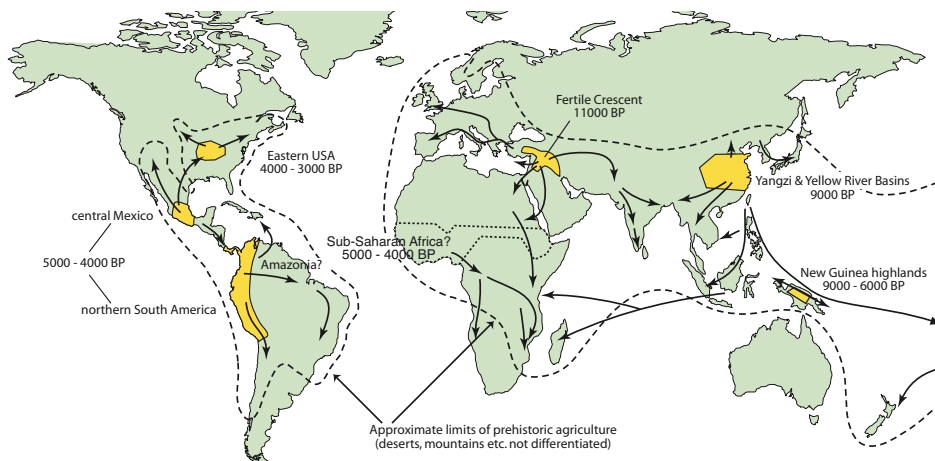 Fertile Crescent
11000 BP
Eastern USA
4000 - 3000 BP
Yangzi & Yellow River Basins
9000 BP
central Mexico
5000 - 4000 BP
northern South America
Amazonia?
Sub-Saharan Africa?
5000 - 4000 BP
New Guinea highlands
9000 - 6000 BP
Approximate limits of prehistoric agriculture
(deserts, mountains etc. not differentiated)